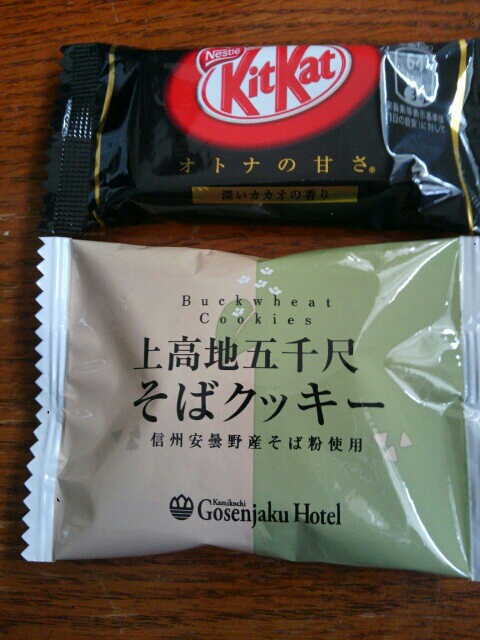 Nestlé
KitKat
64
オトナの甘さ®
深いカカオの香り
Buckwheat
Cookies
上高地五千尺
そばクッキー
信州安曇野産そば粉使用
Kamikochi
Gosenjaku Hotel